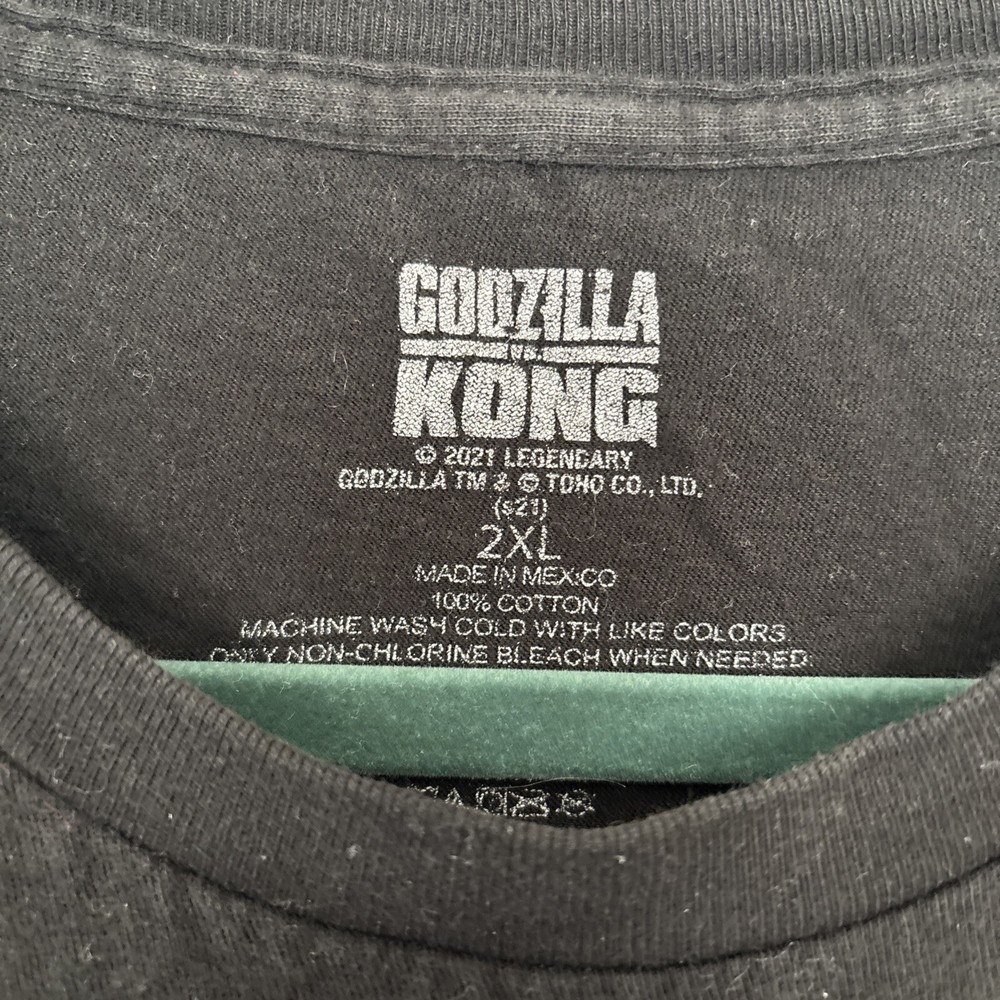 GODZILLA
VS.
KONG
© 2021 LEGENDARY
GODZILLA TM & © TOHO CO., LTD.
(s21)
2XL
MADE IN MEXICO
100% COTTON
MACHINE WASH COLD WITH LIKE COLORS.
ONLY NON-CHLORINE BLEACH WHEN NEEDED.